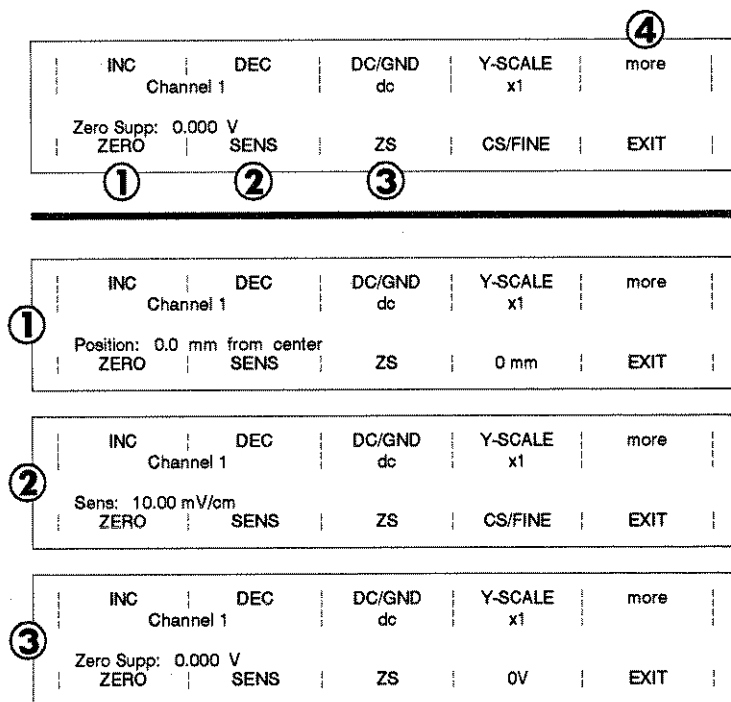 ④
INC DEC DC/GND Y-SCALE more
Channel 1 dc x1
Zero Supp: 0.000 V
ZERO SENS ZS CS/FINE EXIT
① ② ③
INC DEC DC/GND Y-SCALE more
Channel 1 dc x1
①
Position: 0.0 mm from center
ZERO SENS ZS 0 mm EXIT
INC DEC DC/GND Y-SCALE more
Channel 1 dc x1
②
Sens: 10.00 mV/cm
ZERO SENS ZS CS/FINE EXIT
INC DEC DC/GND Y-SCALE more
Channel 1 dc x1
③
Zero Supp: 0.000 V
ZERO SENS ZS 0V EXIT